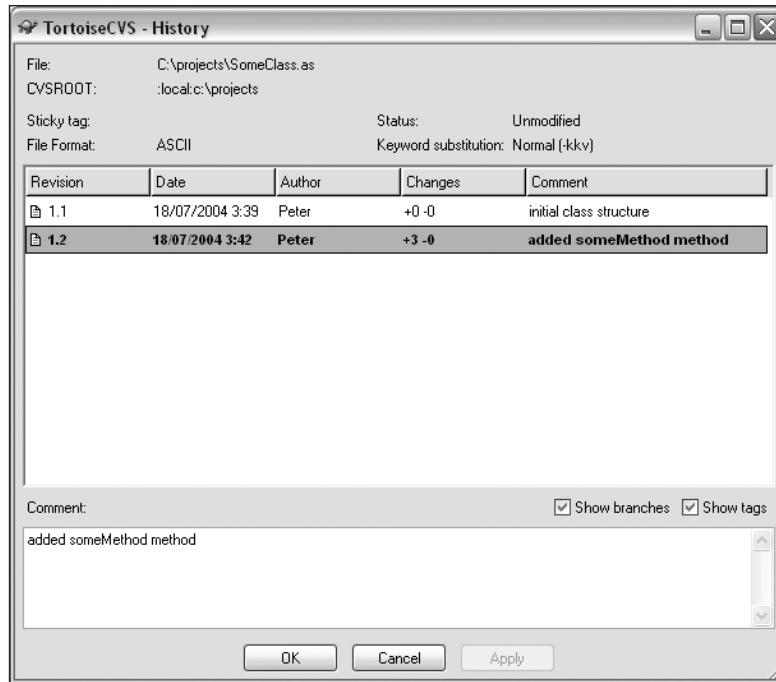 TortoiseCVS - History
File: C:\projects\SomeClass.as
CVSROOT: :local:c:\projects
Sticky tag: Status: Unmodified
File Format: ASCII Keyword substitution: Normal (-kkv)
Revision Date Author Changes Comment
1.1 18/07/2004 3:39 Peter +0 -0 initial class structure
1.2 18/07/2004 3:42 Peter +3 -0 added someMethod method
Comment: Show branches Show tags
added someMethod method
OK Cancel Apply